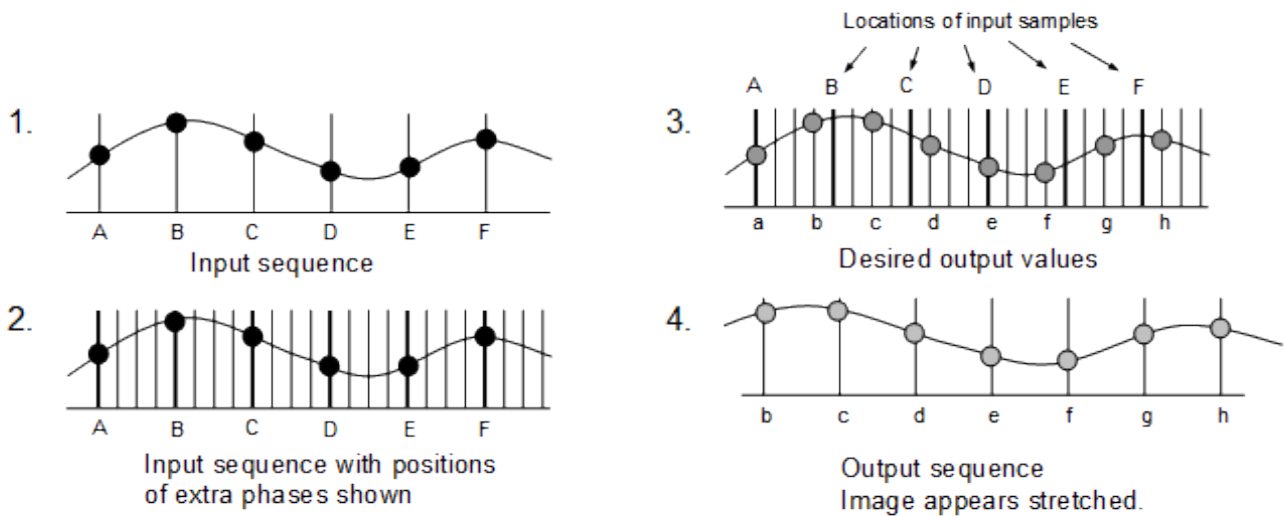 1.
A B C D E F
Input sequence
2.
A B C D E F
Input sequence with positions
of extra phases shown
Locations of input samples
A B C D E F
3.
a b c d e f g h
Desired output values
4.
b c d e f g h
Output sequence
Image appears stretched.